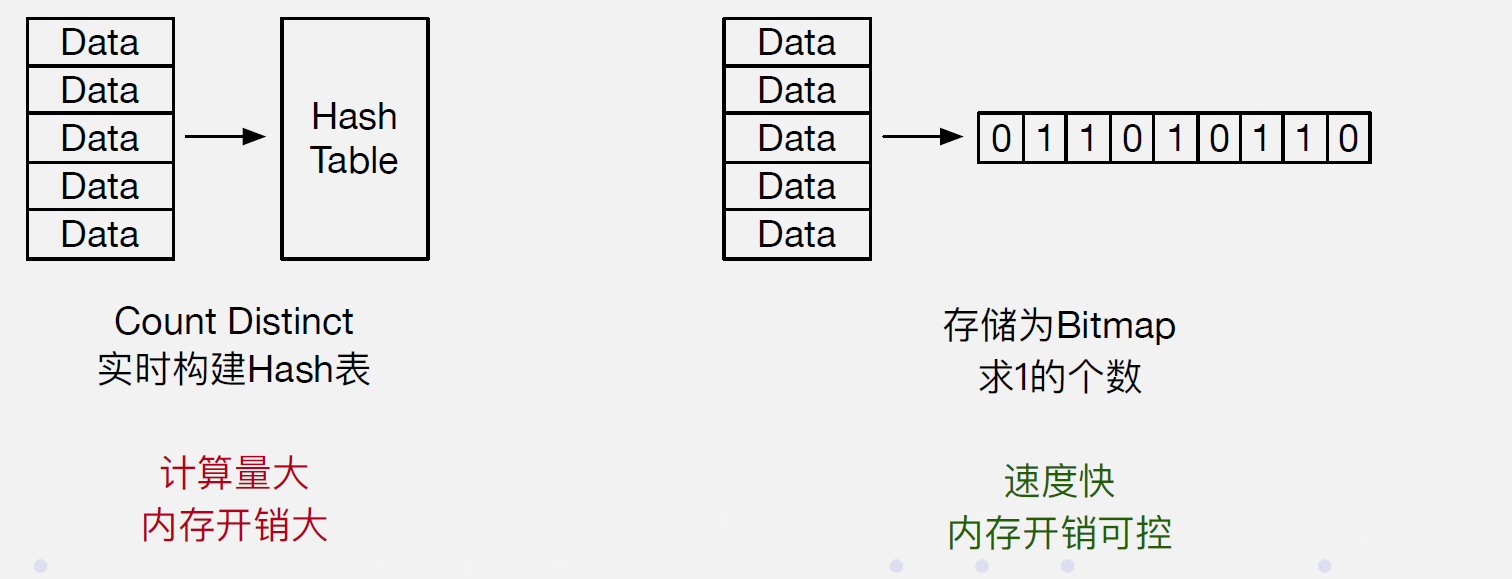 Data
Data
Data
Data
Data
Hash
Table
Count Distinct
实时构建Hash表
计算量大
内存开销大
Data
Data
Data
Data
Data
0 1 1 0 1 0 1 1 0
存储为Bitmap
求1的个数
速度快
内存开销可控